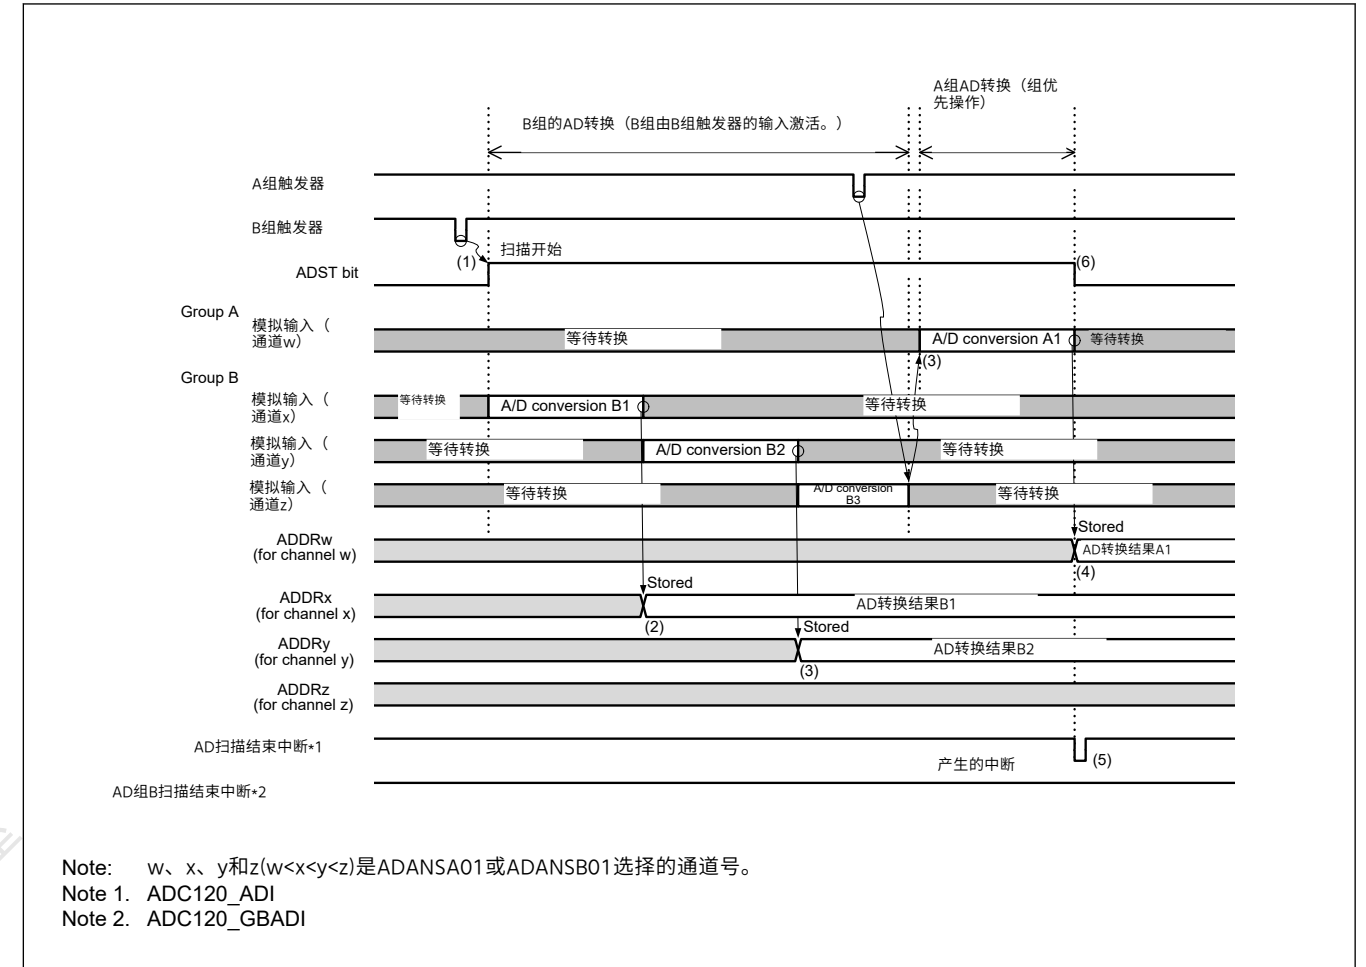 A组AD转换（组优
先操作）
B组的AD转换（B组由B组触发器的输入激活。）
A组触发器
B组触发器
扫描开始
(1)
(6)
ADST bit
Group A
模拟输入（
通道w）
等待转换
A/D conversion A1
等待转换
(3)
Group B
模拟输入（
通道x）
等待转换
A/D conversion B1
等待转换
模拟输入（
通道y）
等待转换
A/D conversion B2
等待转换
模拟输入（
通道z）
等待转换
A/D conversion
B3
等待转换
ADDRw
(for channel w)
Stored
AD转换结果A1
(4)
ADDRx
(for channel x)
Stored
AD转换结果B1
(2)
ADDRy
(for channel y)
Stored
AD转换结果B2
(3)
ADDRz
(for channel z)
AD扫描结束中断*1
产生的中断
(5)
AD组B扫描结束中断*2
Note: w、x、y和z(w<x<y<z)是ADANSA01或ADANSB01选择的通道号。
Note 1. ADC120_ADI
Note 2. ADC120_GBADI